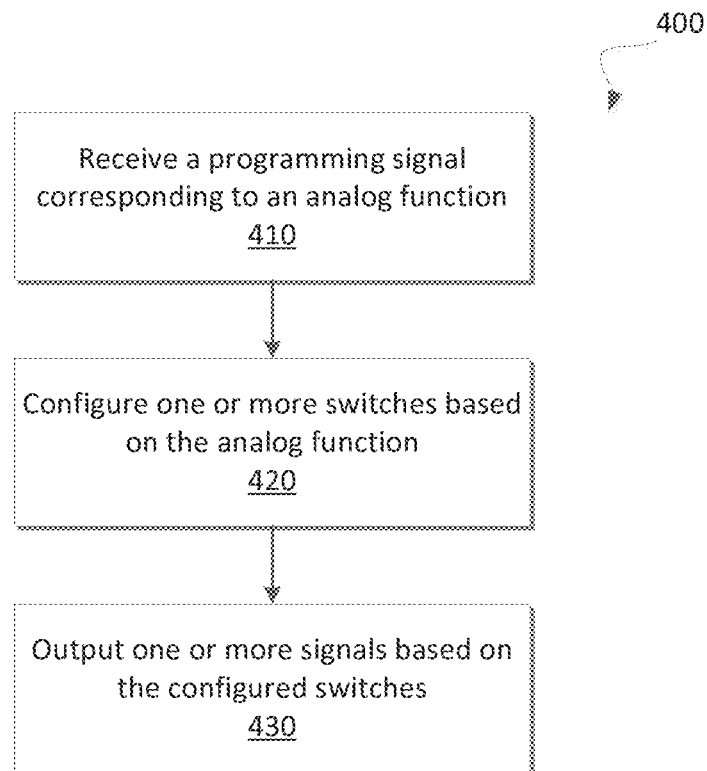 400
Receive a programming signal
corresponding to an analog function
410
Configure one or more switches based
on the analog function
420
Output one or more signals based on
the configured switches
430